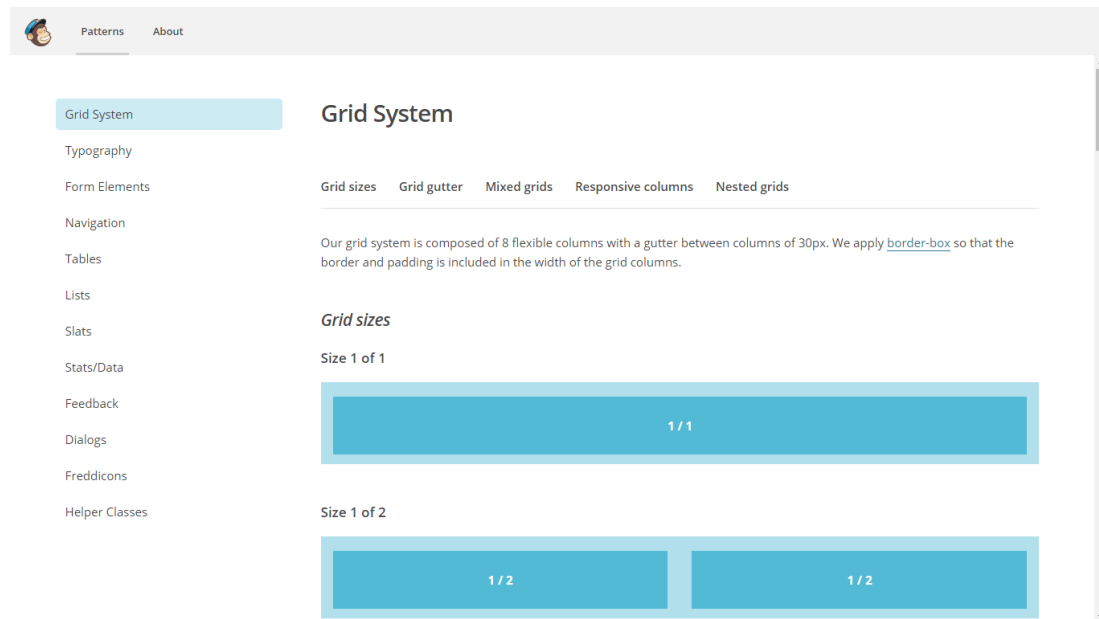 Patterns About
Grid System
Typography
Form Elements
Navigation
Tables
Lists
Slats
Stats/Data
Feedback
Dialogs
Freddicons
Helper Classes
Grid System
Grid sizes Grid gutter Mixed grids Responsive columns Nested grids
Our grid system is composed of 8 flexible columns with a gutter between columns of 30px. We apply border-box so that the
border and padding is included in the width of the grid columns.
Grid sizes
Size 1 of 1
1 / 1
Size 1 of 2
1 / 2 1 / 2